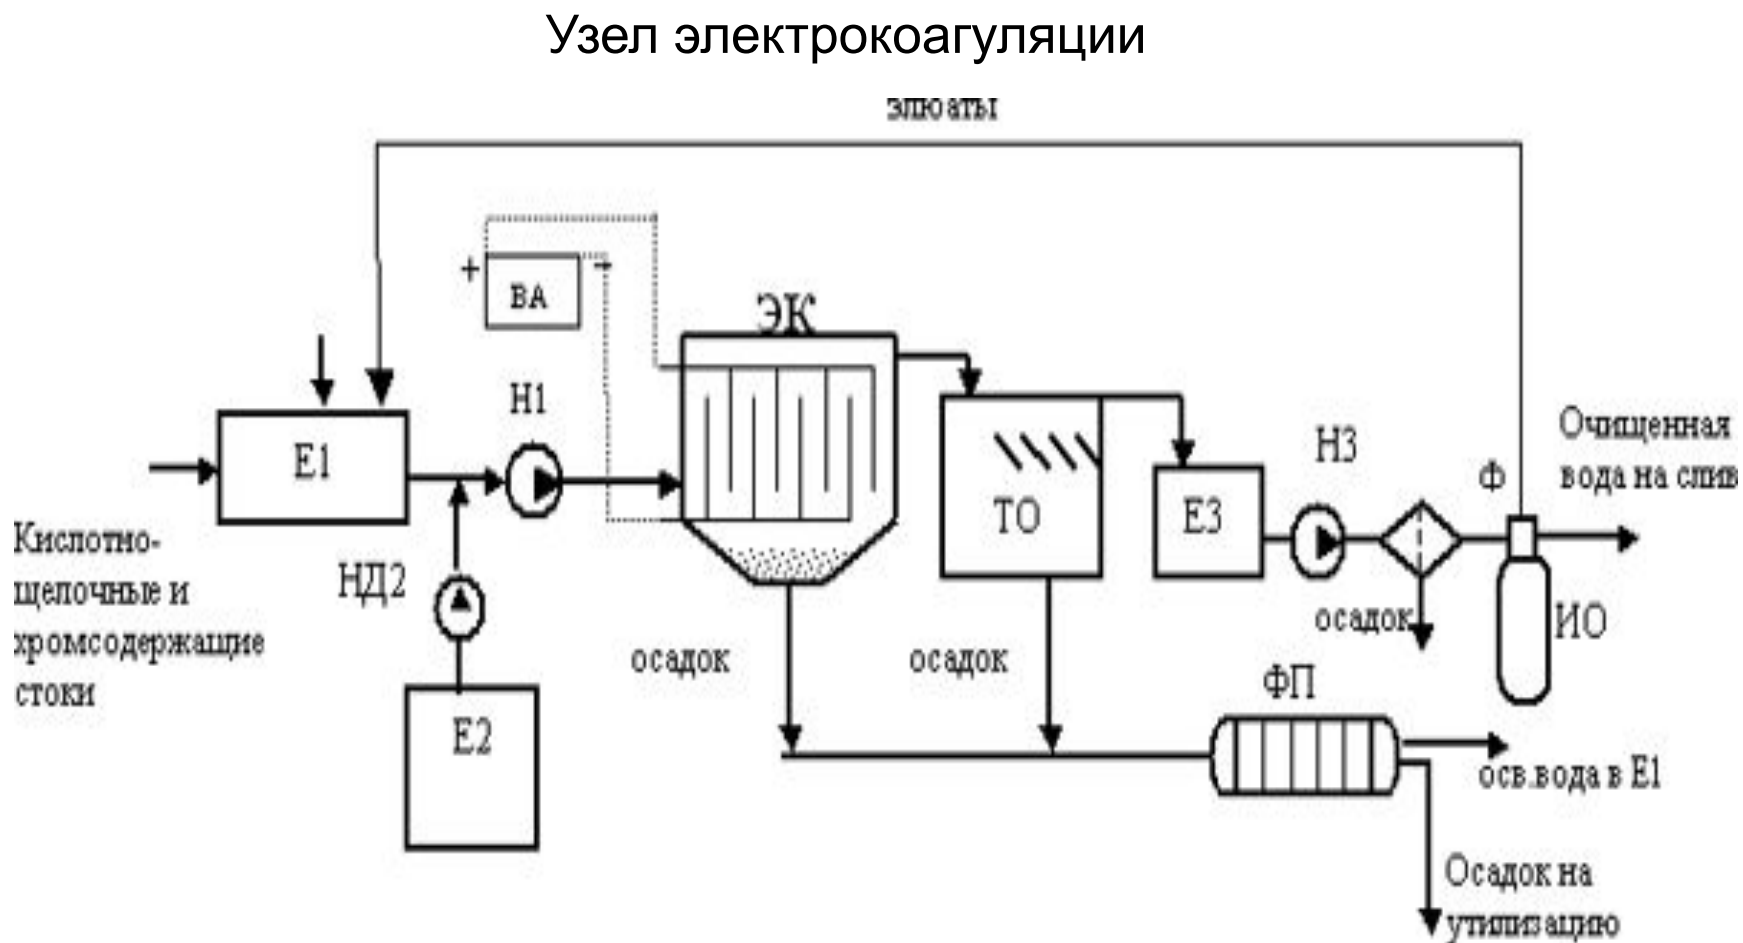 Узел электрокоагуляции
элюаты
+
-
ВА
ЭК
Н1
Е1
Н3
Очищенная
вода на слив
Ф
ТО
Е3
Кислотно-
щелочные и
хромсодержащие
стоки
НД2
осадок
ИО
осадок
осадок
ФП
Е2
осв.вода в Е1
Осадок на
утилизацию